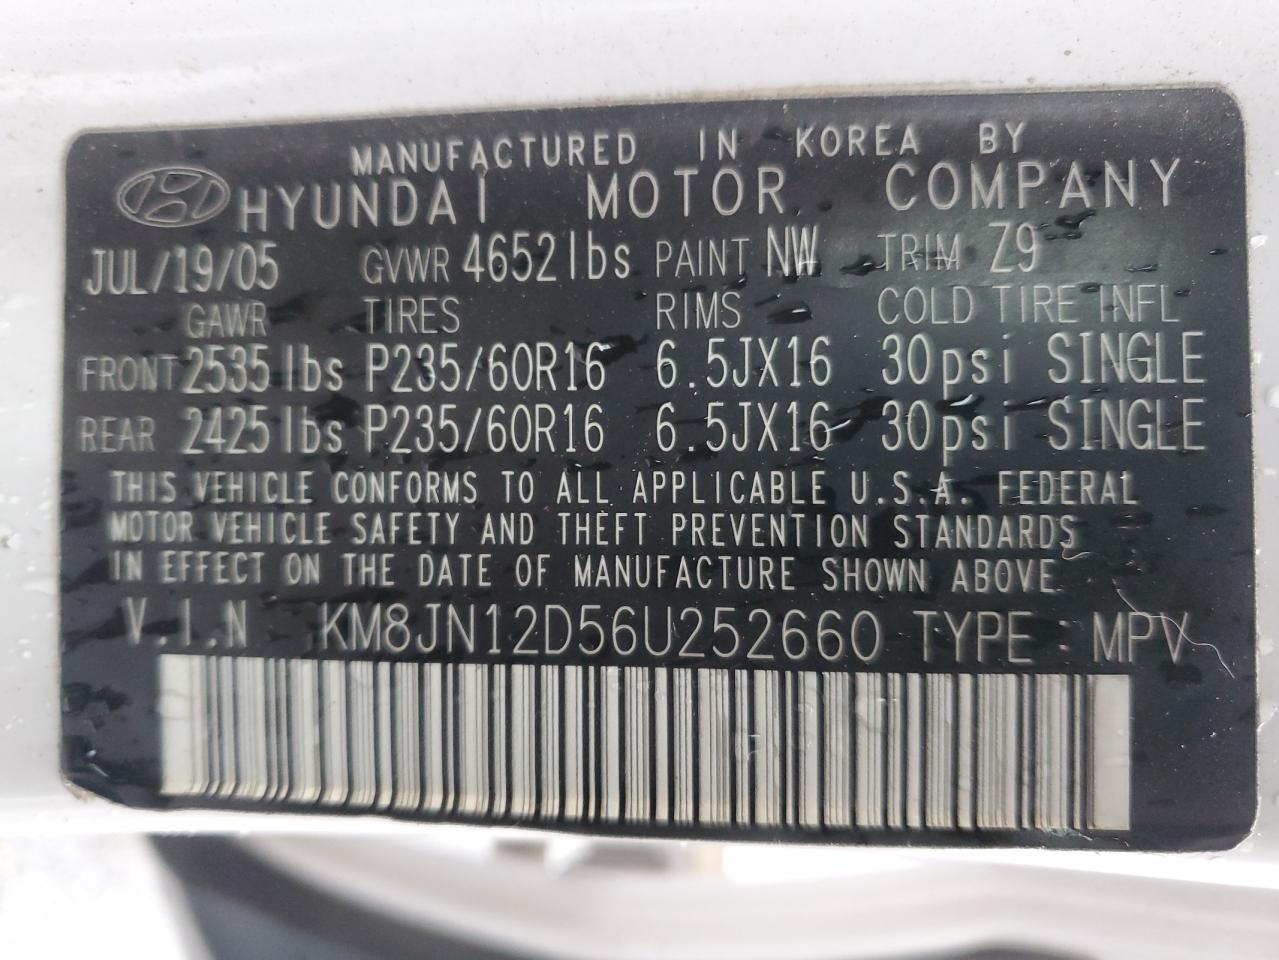 MANUFACTURED IN KOREA BY
HYUNDAI MOTOR COMPANY
JUL/19/05 GVWR 4652lbs PAINT NW TRIM Z9
GAWR TIRES RIMS COLD TIRE INFL
FRONT 2535lbs P235/60R16 6.5JX16 30psi SINGLE
REAR 2425lbs P235/60R16 6.5JX16 30psi SINGLE
THIS VEHICLE CONFORMS TO ALL APPLICABLE U.S.A. FEDERAL
MOTOR VEHICLE SAFETY AND THEFT PREVENTION STANDARDS
IN EFFECT ON THE DATE OF MANUFACTURE SHOWN ABOVE
V.I.N KM8JN12D56U252660 TYPE : MPV